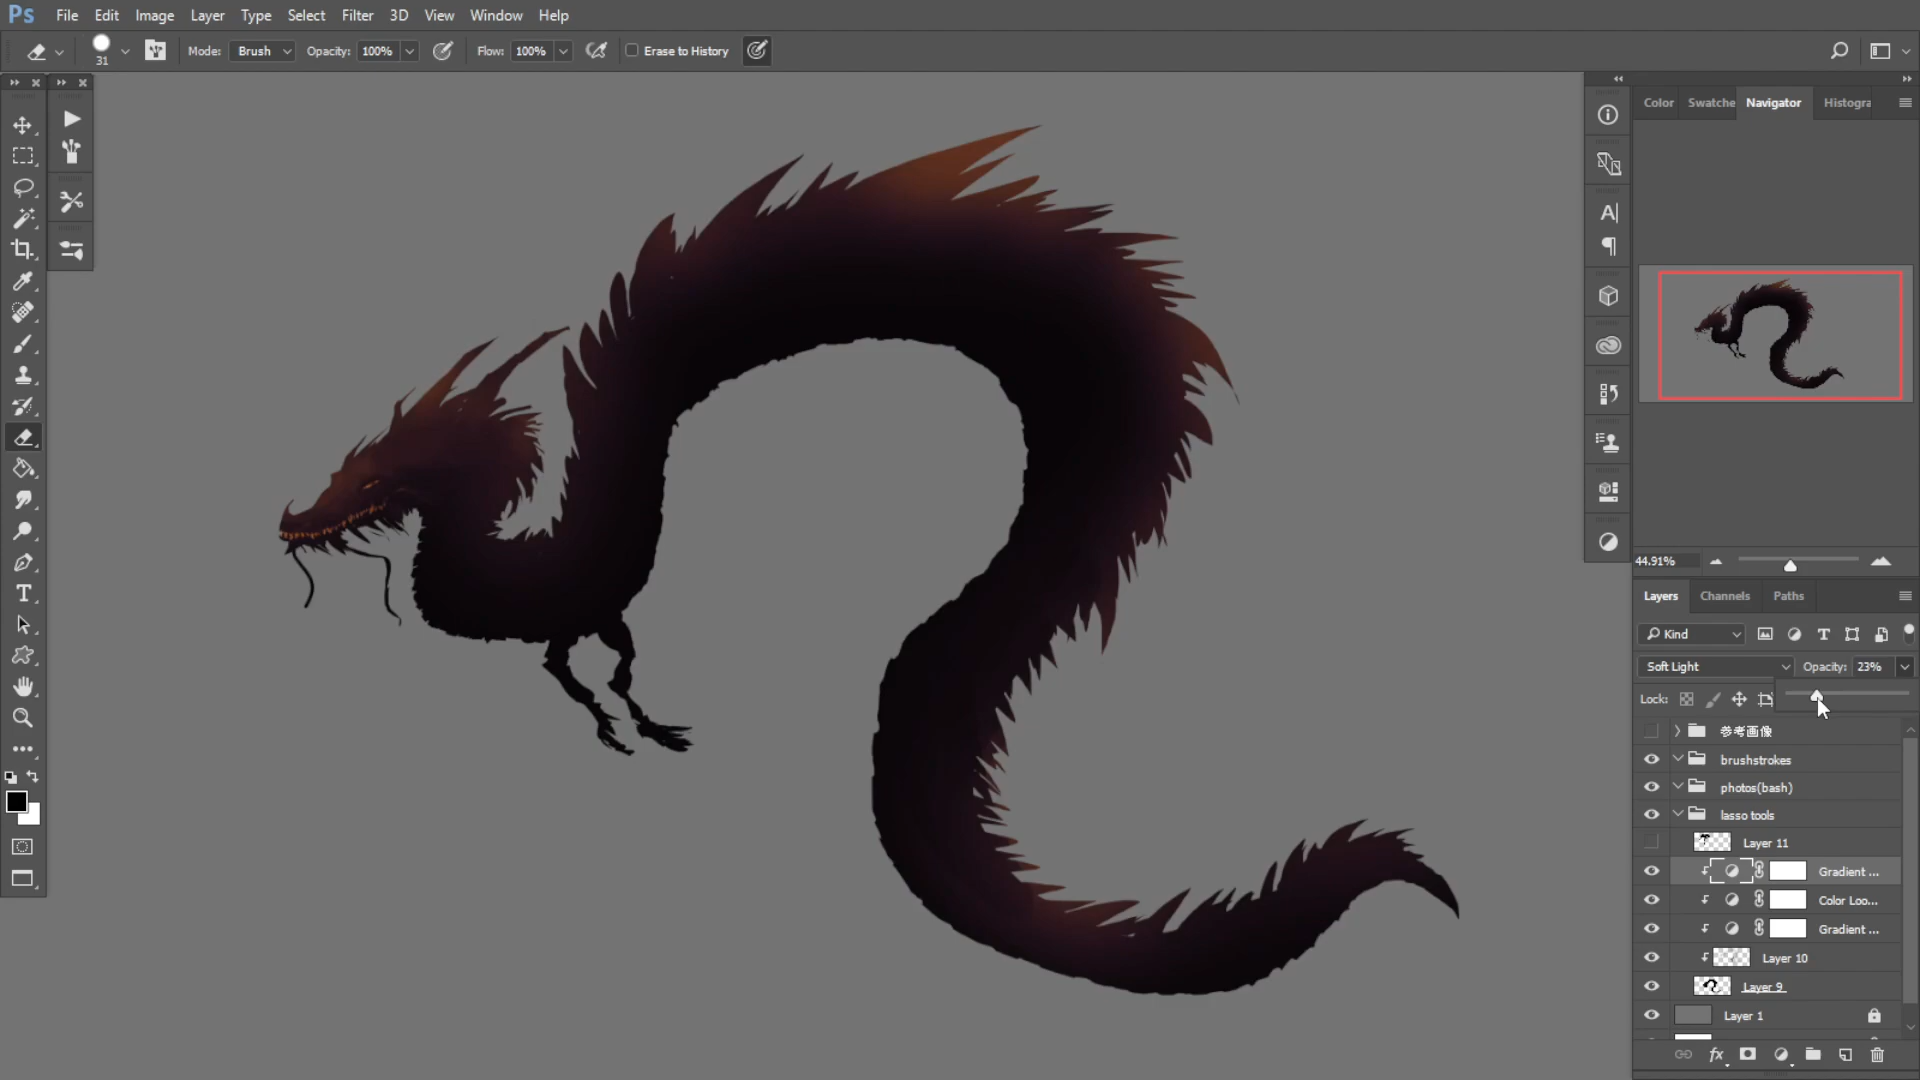 Ps File Edit Image Layer Type Select Filter 3D View Window Help
31 Mode: Brush Opacity: 100% Flow: 100% Erase to History
Color Swatche Navigator Histogra
44.91%
Layers Channels Paths
Kind
Soft Light Opacity: 23%
Lock:
参考画像
brushstrokes
photos(bash)
lasso tools
Layer 11
Gradient ...
Color Loo...
Gradient ...
Layer 10
Layer 9
Layer 1
fx